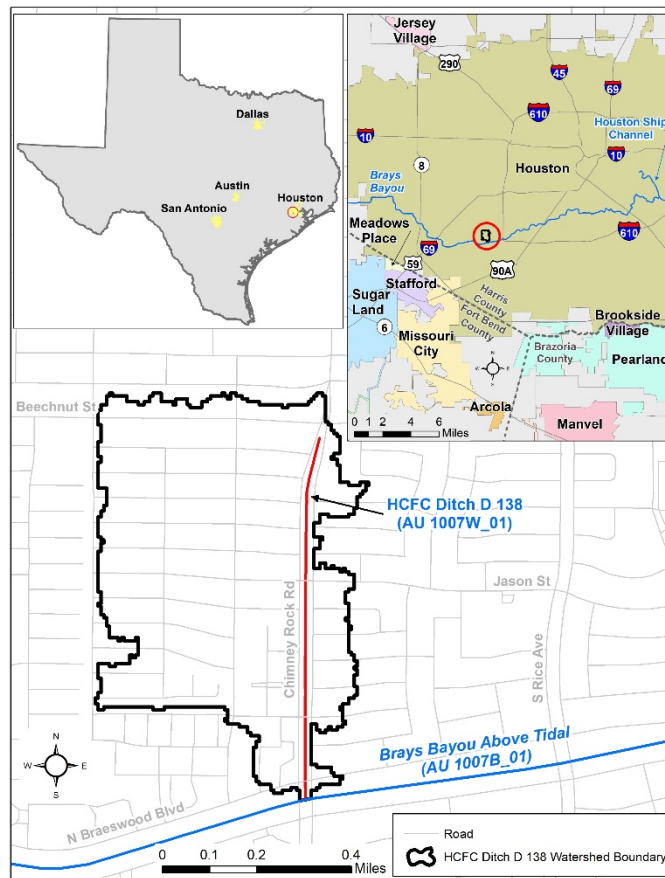 Dallas
Austin
San Antonio
Houston
Jersey
Village
290
45
69
610
Houston Ship
Channel
10
10
8
Houston
Brays
Bayou
Meadows
Place
69
610
59
90A
Stafford
Harris
County
Fort Bend
County
Sugar
Land
6
Missouri
City
Brookside
Village
Brazoria
County
Pearland
W
N
E
S
Arcola
Manvel
0 1 2 4 6
Miles
Beechnut St
HCFC Ditch D 138
(AU 1007W_01)
Chimney Rock Rd
Jason St
S Rice Ave
N
W
E
S
Brays Bayou Above Tidal
(AU 1007B_01)
N Braeswood Blvd
0 0.1 0.2 0.4
Miles
Road
HCFC Ditch D 138 Watershed Boundary